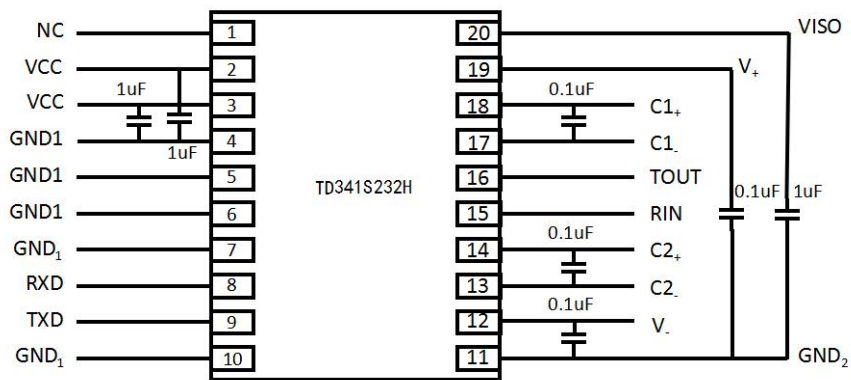 NC 1 20 VISO
VCC 2 19 V+
1uF 0.1uF
VCC 3 18 C1+
GND1 4 17 C1-
1uF
GND1 5 16 TOUT
TD341S232H
0.1uF 1uF
GND1 6 15 RIN
0.1uF
GND₁ 7 14 C2+
RXD 8 13 C2-
0.1uF
TXD 9 12 V-
GND₁ 10 11 GND₂